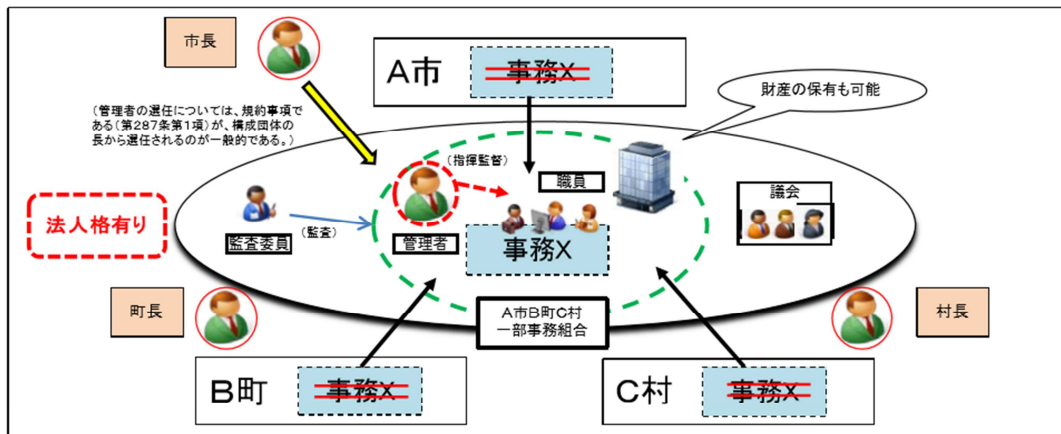 市長
A市
事務X
財産の保有も可能
(管理者の選任については、規約事項で
ある(第287条第1項)が、構成団体の
長から選任されるのが一般的である。)
(指揮監督)
職員
議会
法人格有り
監査委員
(監査)
管理者
事務X
町長
A市B町C村
一部事務組合
村長
B町
事務X
C村
事務X